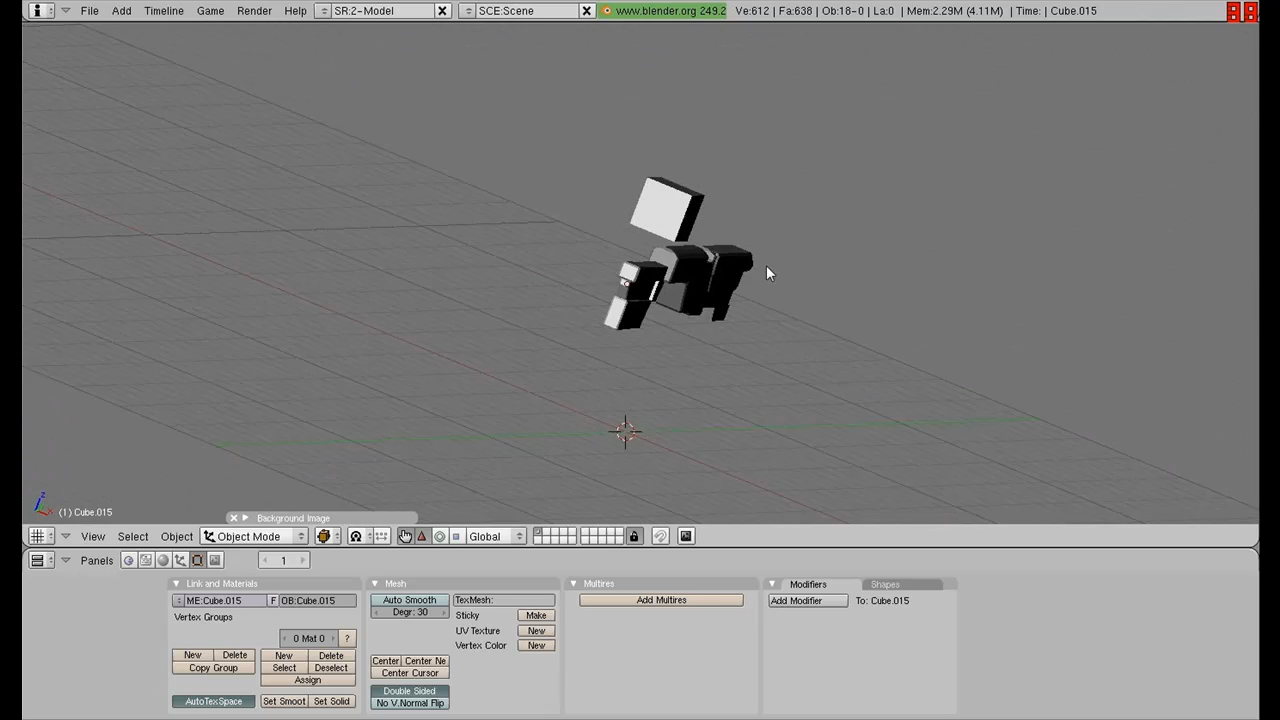 File Add Timeline Game Render Help SR:2-Model SCE:Scene www.blender.org 249.2 Ve:612 | Fa:638 | Ob:18-0 | La:0 | Mem:2.29M (4.11M) | Time: | Cube.015
(1) Cube.015
Background Image
View Select Object Object Mode Global
Panels 1
Link and Materials Mesh Multires Modifiers Shapes
ME:Cube.015 F OB:Cube.015 Auto Smooth TexMesh: Add Multires Add Modifier To: Cube.015
Degr: 30
Vertex Groups Sticky Make
UV Texture New
0 Mat 0 ? Vertex Color New
New Delete New Delete Center Center Ne
Copy Group Select Deselect Center Cursor
Assign
Double Sided
AutoTexSpace Set Smoot Set Solid No V.Normal Flip